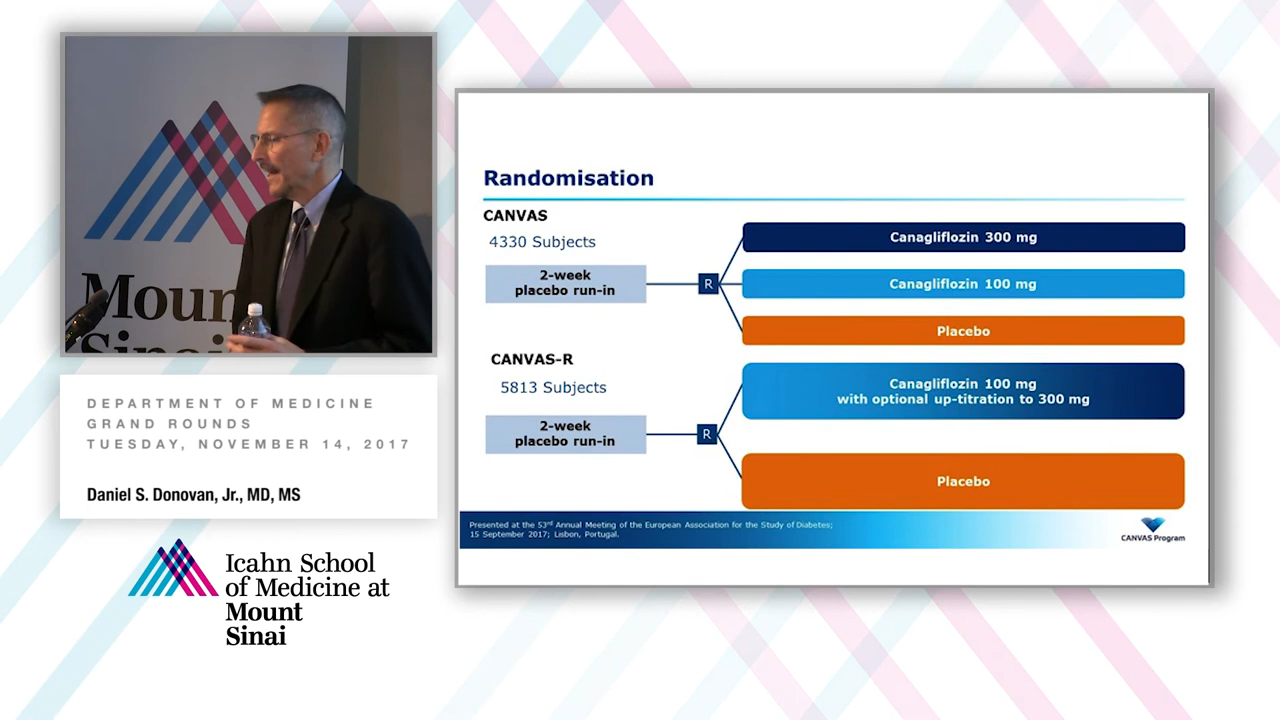 Moun
Sinai
DEPARTMENT OF MEDICINE
GRAND ROUNDS
TUESDAY, NOVEMBER 14, 2017
Daniel S. Donovan, Jr., MD, MS
Icahn School
of Medicine at
Mount
Sinai
Randomisation
CANVAS
4330 Subjects
2-week
placebo run-in
R
Canagliflozin 300 mg
Canagliflozin 100 mg
Placebo
CANVAS-R
5813 Subjects
2-week
placebo run-in
R
Canagliflozin 100 mg
with optional up-titration to 300 mg
Placebo
Presented at the 53rd Annual Meeting of the European Association for the Study of Diabetes;
15 September 2017; Lisbon, Portugal.
CANVAS Program